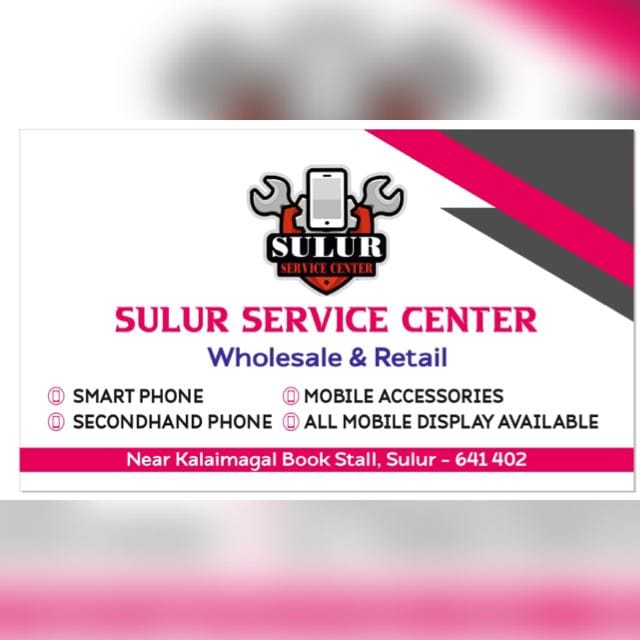 SULUR
SERVICE CENTER
SULUR SERVICE CENTER
Wholesale & Retail
SMART PHONE
MOBILE ACCESSORIES
SECONDHAND PHONE
ALL MOBILE DISPLAY AVAILABLE
Near Kalaimagal Book Stall, Sulur - 641 402